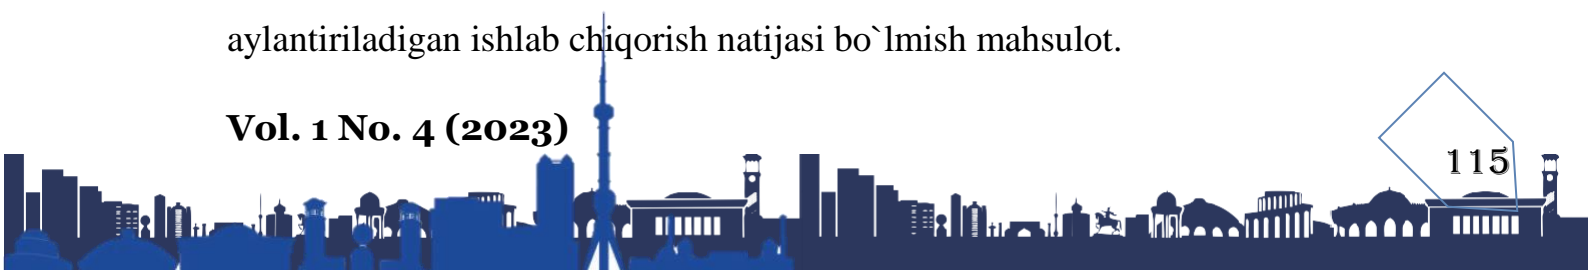 aylantiriladigan ishlab chiqorish natijasi bo`lmish mahsulot.
Vol. 1 No. 4 (2023)
115